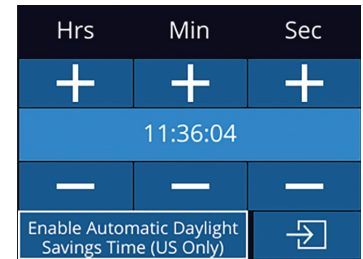 Hrs Min Sec
11:36:04
Enable Automatic Daylight
Savings Time (US Only)